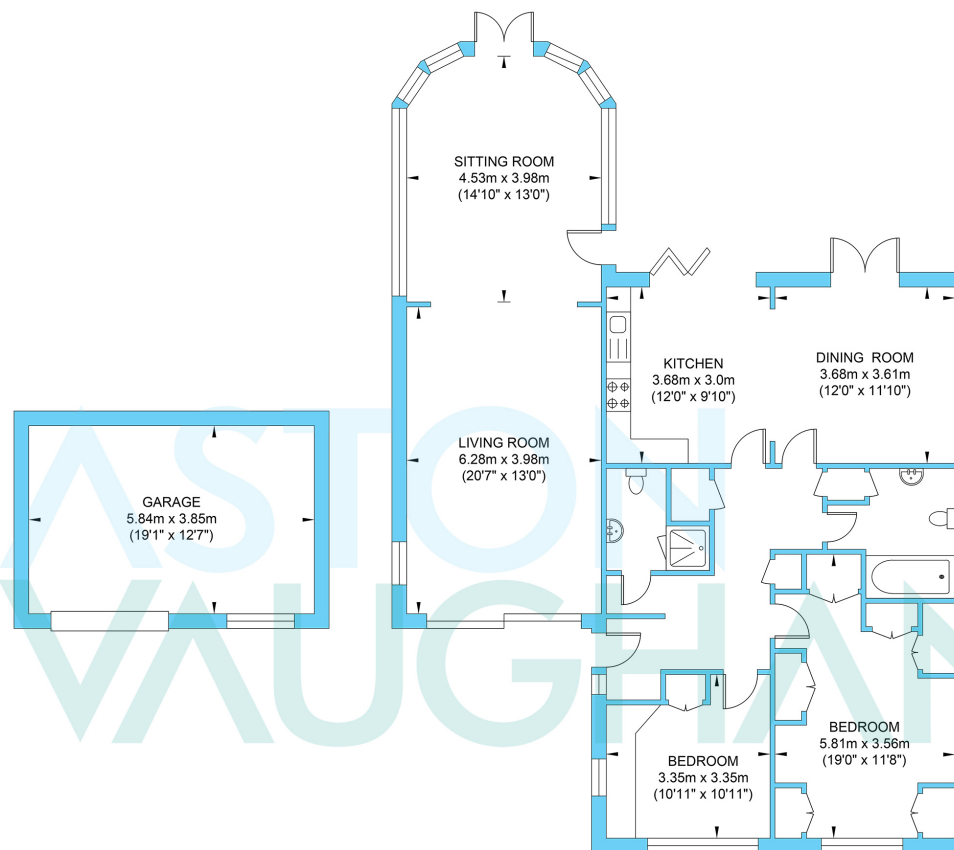 SITTING ROOM
4.53m x 3.98m
(14'10" x 13'0")
KITCHEN
3.68m x 3.0m
(12'0" x 9'10")
DINING ROOM
3.68m x 3.61m
(12'0" x 11'10")
LIVING ROOM
6.28m x 3.98m
(20'7" x 13'0")
GARAGE
5.84m x 3.85m
(19'1" x 12'7")
ASTON
VAUGHAN
BEDROOM
3.35m x 3.35m
(10'11" x 10'11")
BEDROOM
5.81m x 3.56m
(19'0" x 11'8")